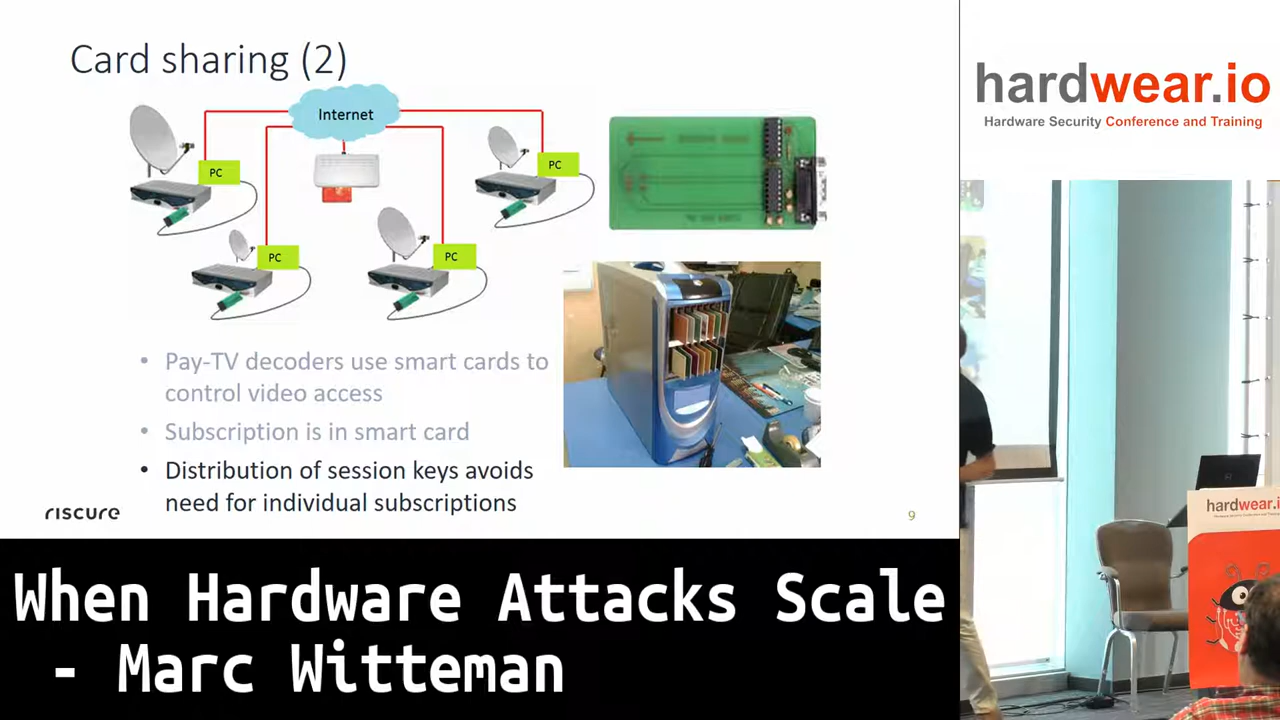 Card sharing (2)
Internet
PC
PC
PC
PC
• Pay-TV decoders use smart cards to
control video access
• Subscription is in smart card
• Distribution of session keys avoids
need for individual subscriptions
riscure
9
hardwear.io
Hardware Security Conference and Training
hardwear.i
When Hardware Attacks Scale
- Marc Witteman